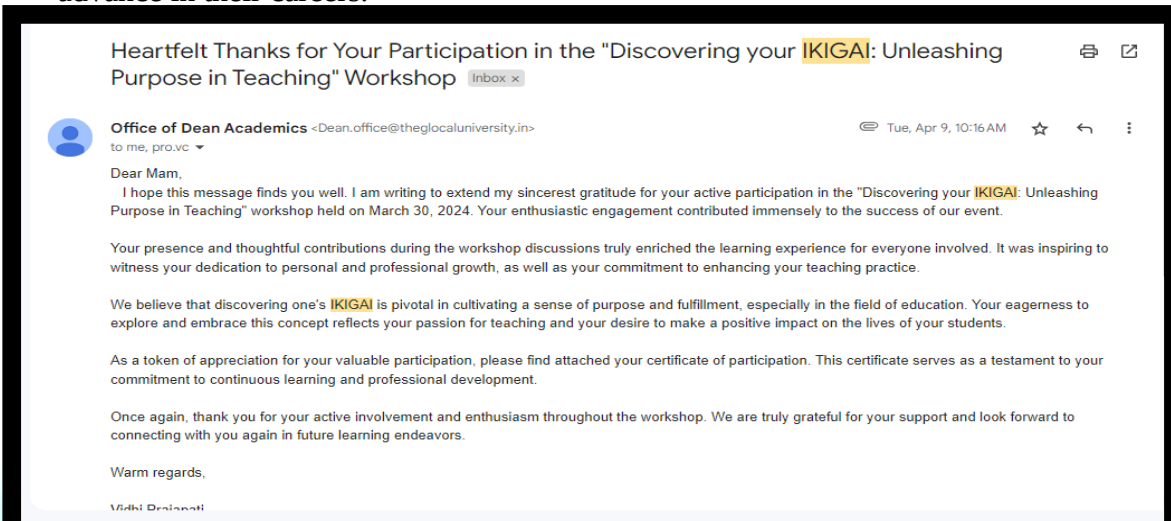 advance in their careers.
Heartfelt Thanks for Your Participation in the "Discovering your IKIGAI: Unleashing
Purpose in Teaching" Workshop Inbox x
Office of Dean Academics <Dean.office@theglocaluniversity.in>
Tue, Apr 9, 10:16 AM
to me, pro.vc
Dear Mam,
I hope this message finds you well. I am writing to extend my sincerest gratitude for your active participation in the "Discovering your IKIGAI: Unleashing
Purpose in Teaching" workshop held on March 30, 2024. Your enthusiastic engagement contributed immensely to the success of our event.
Your presence and thoughtful contributions during the workshop discussions truly enriched the learning experience for everyone involved. It was inspiring to
witness your dedication to personal and professional growth, as well as your commitment to enhancing your teaching practice.
We believe that discovering one's IKIGAI is pivotal in cultivating a sense of purpose and fulfillment, especially in the field of education. Your eagerness to
explore and embrace this concept reflects your passion for teaching and your desire to make a positive impact on the lives of your students.
As a token of appreciation for your valuable participation, please find attached your certificate of participation. This certificate serves as a testament to your
commitment to continuous learning and professional development.
Once again, thank you for your active involvement and enthusiasm throughout the workshop. We are truly grateful for your support and look forward to
connecting with you again in future learning endeavors.
Warm regards,
Vidhi Prajapati